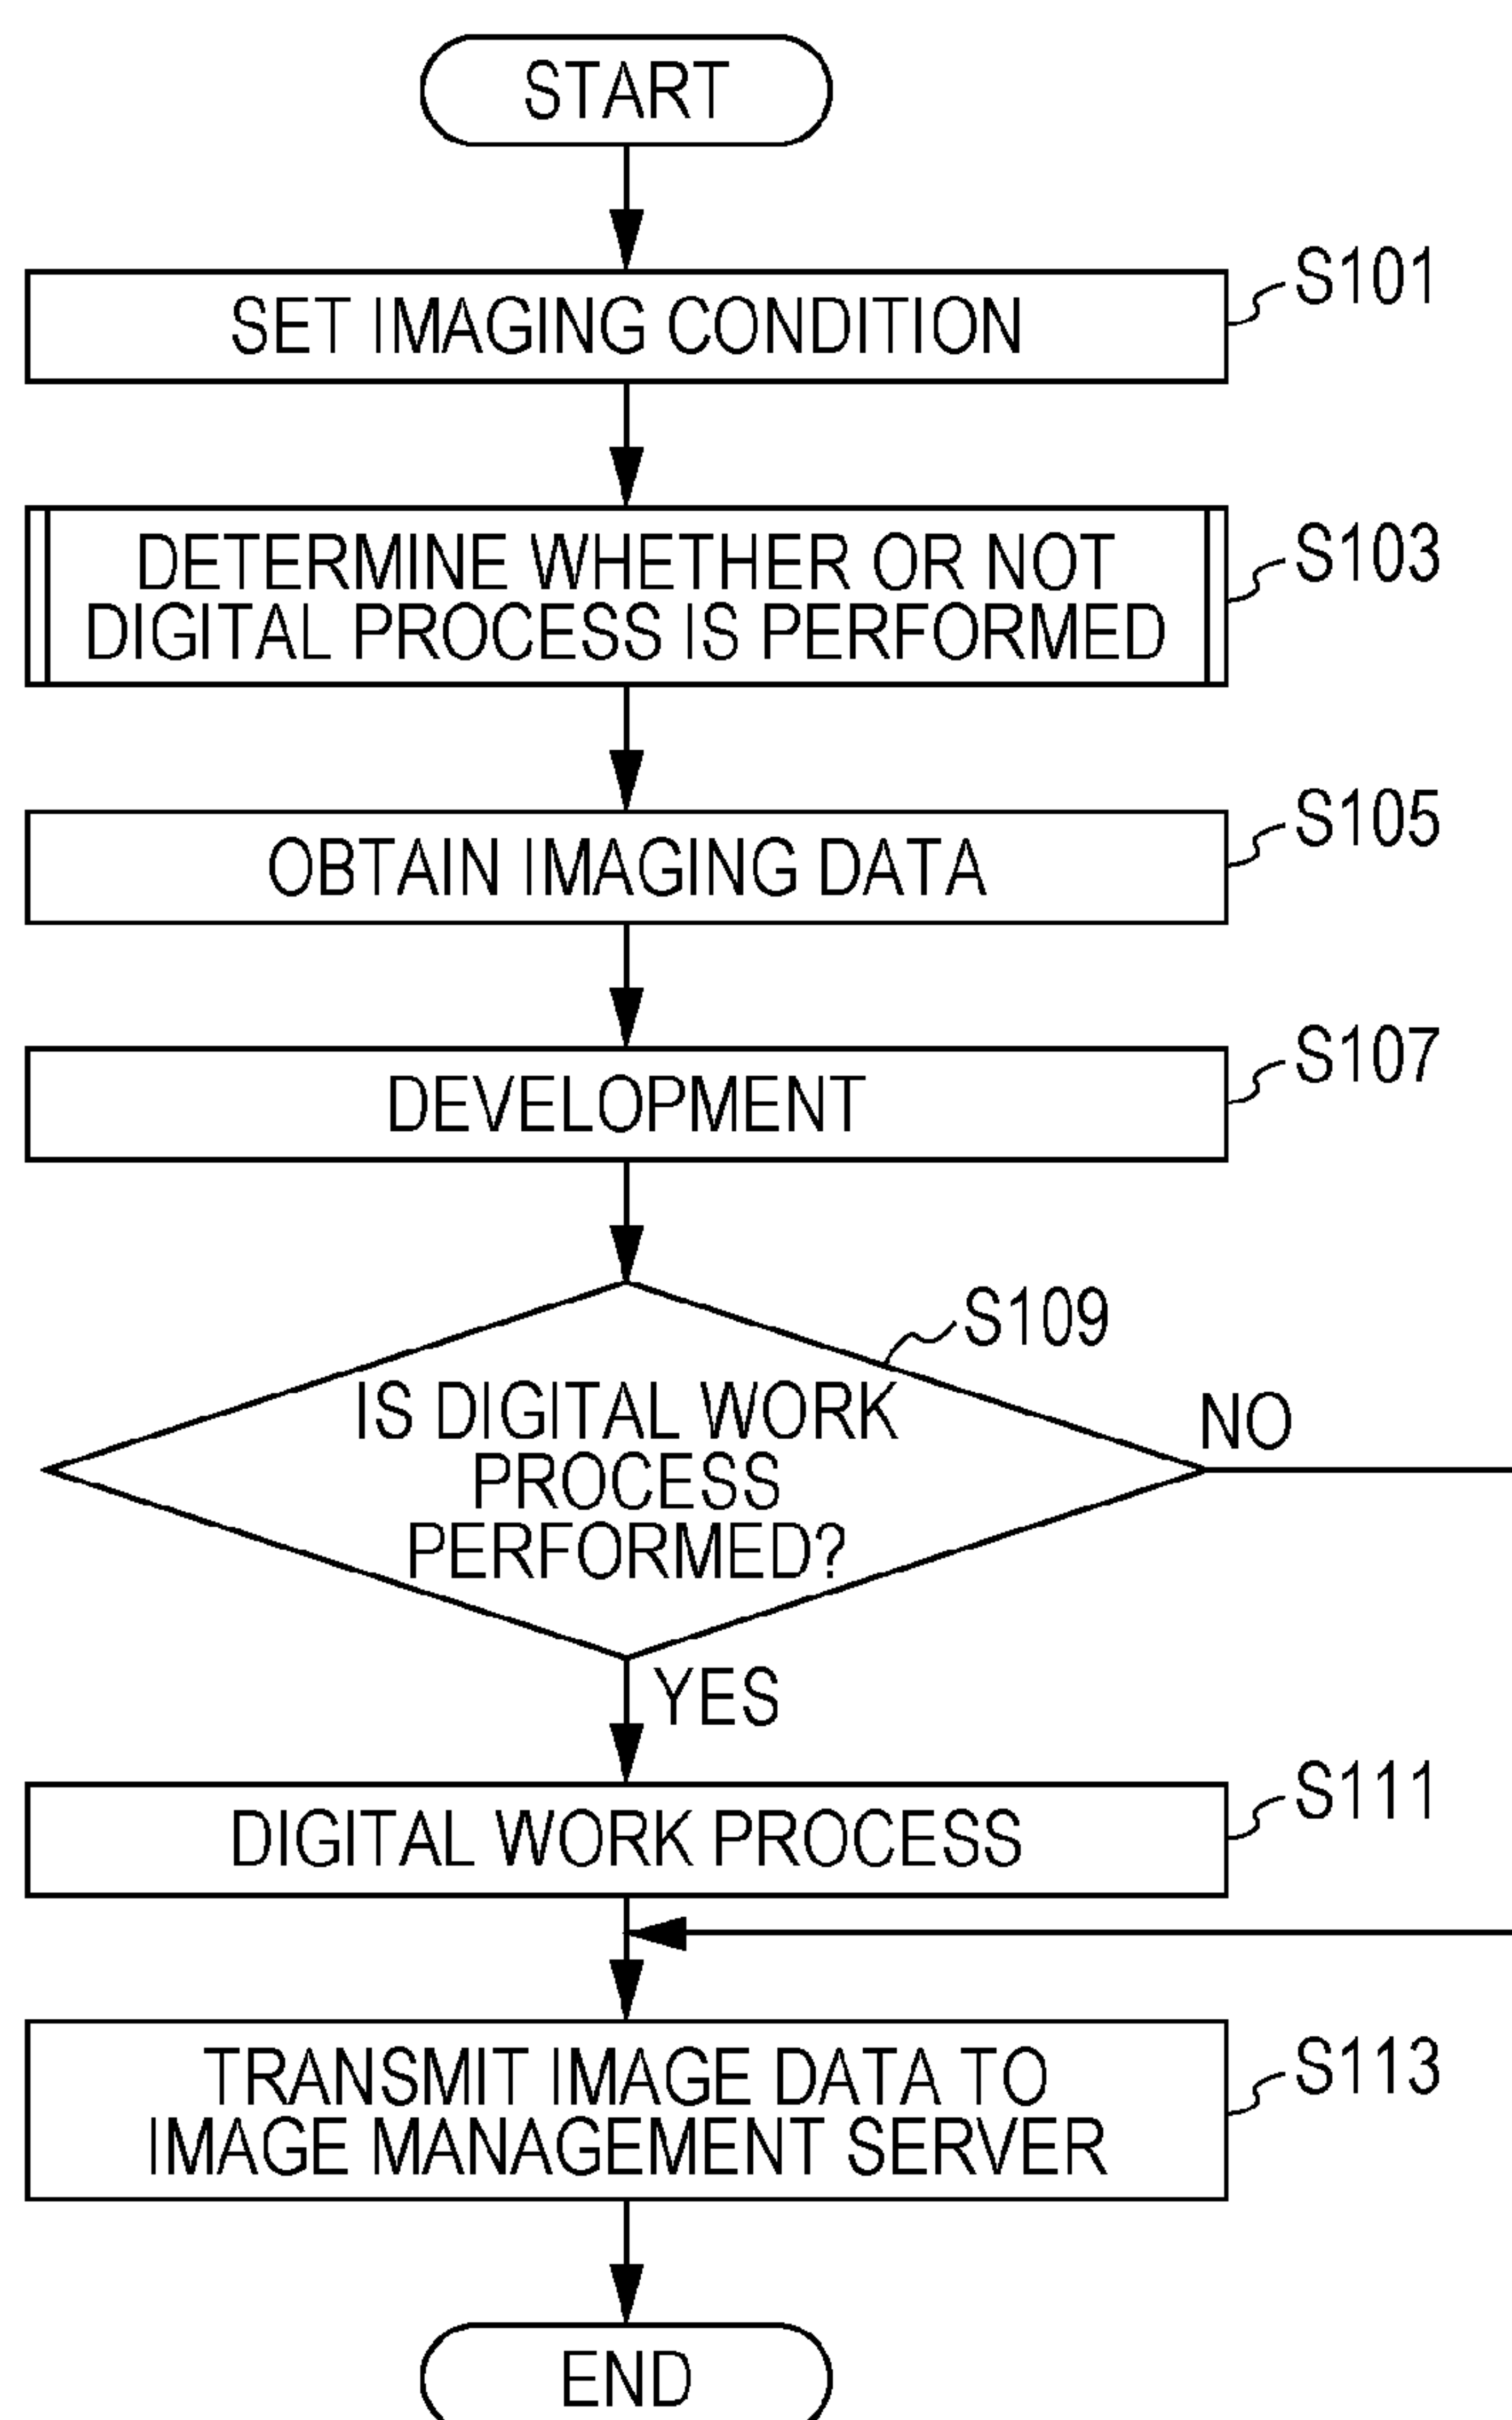 START
SET IMAGING CONDITION
S101
DETERMINE WHETHER OR NOT
DIGITAL PROCESS IS PERFORMED
S103
OBTAIN IMAGING DATA
S105
DEVELOPMENT
S107
S109
IS DIGITAL WORK
PROCESS
PERFORMED?
NO
YES
DIGITAL WORK PROCESS
S111
TRANSMIT IMAGE DATA TO
IMAGE MANAGEMENT SERVER
S113
END